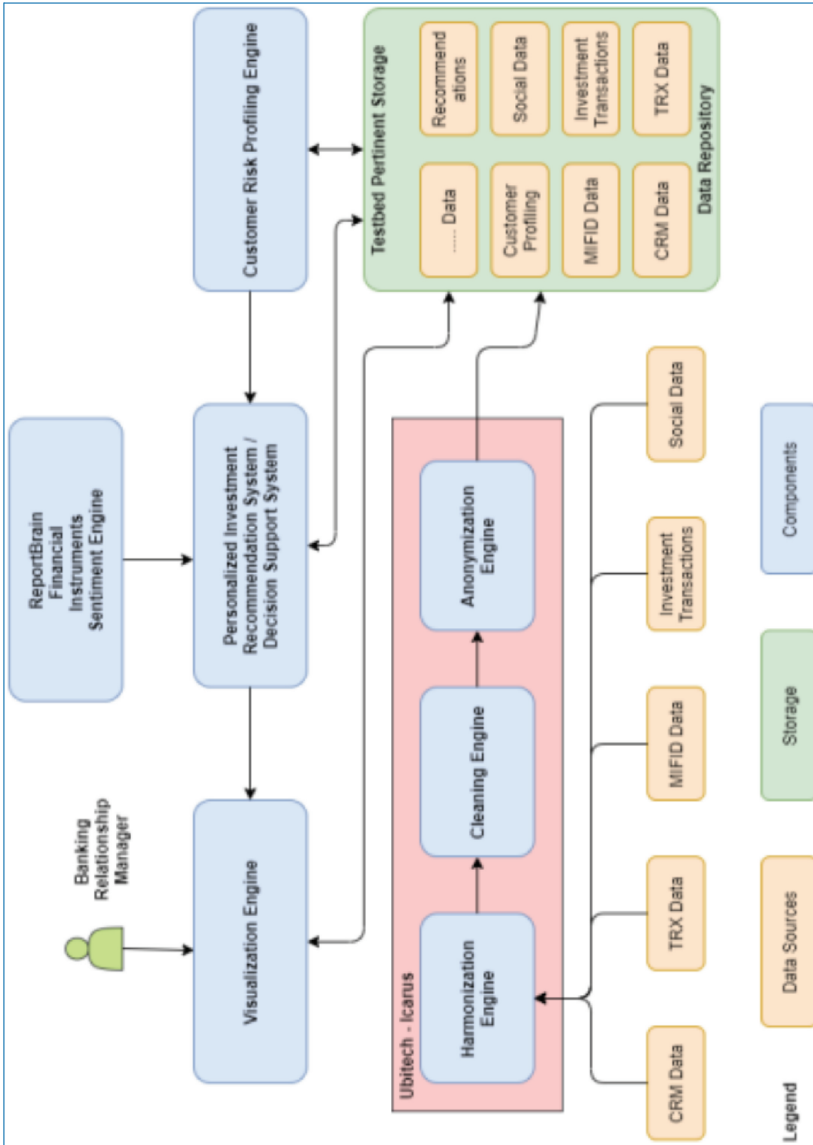 ReportBrain
Financial
Instruments
Sentiment Engine
Banking
Relationship
Manager
Visualization Engine
Personalized Investment
Recommendation System /
Decision Support System
Customer Risk Profiling Engine
Ubitech - Icarus
Harmonization
Engine
Cleaning Engine
Anonymization
Engine
Testbed Pertinent Storage
..... Data
Recommend
ations
Customer
Profiling
Social Data
MIFID Data
Investment
Transactions
CRM Data
TRX Data
Data Repository
CRM Data
TRX Data
MIFID Data
Investment
Transactions
Social Data
Legend
Data Sources
Storage
Components